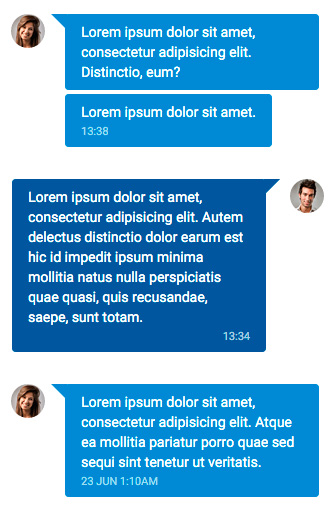 Lorem ipsum dolor sit amet,
consectetur adipisicing elit.
Distinctio, eum?
Lorem ipsum dolor sit amet.
13:38
Lorem ipsum dolor sit amet,
consectetur adipisicing elit. Autem
delectus distinctio dolor earum est
hic id impedit ipsum minima
mollitia natus nulla perspiciatis
quae quasi, quis recusandae,
saepe, sunt totam.
13:34
Lorem ipsum dolor sit amet,
consectetur adipisicing elit. Atque
ea mollitia pariatur porro quae sed
sequi sint tenetur ut veritatis.
23 JUN 1:10AM